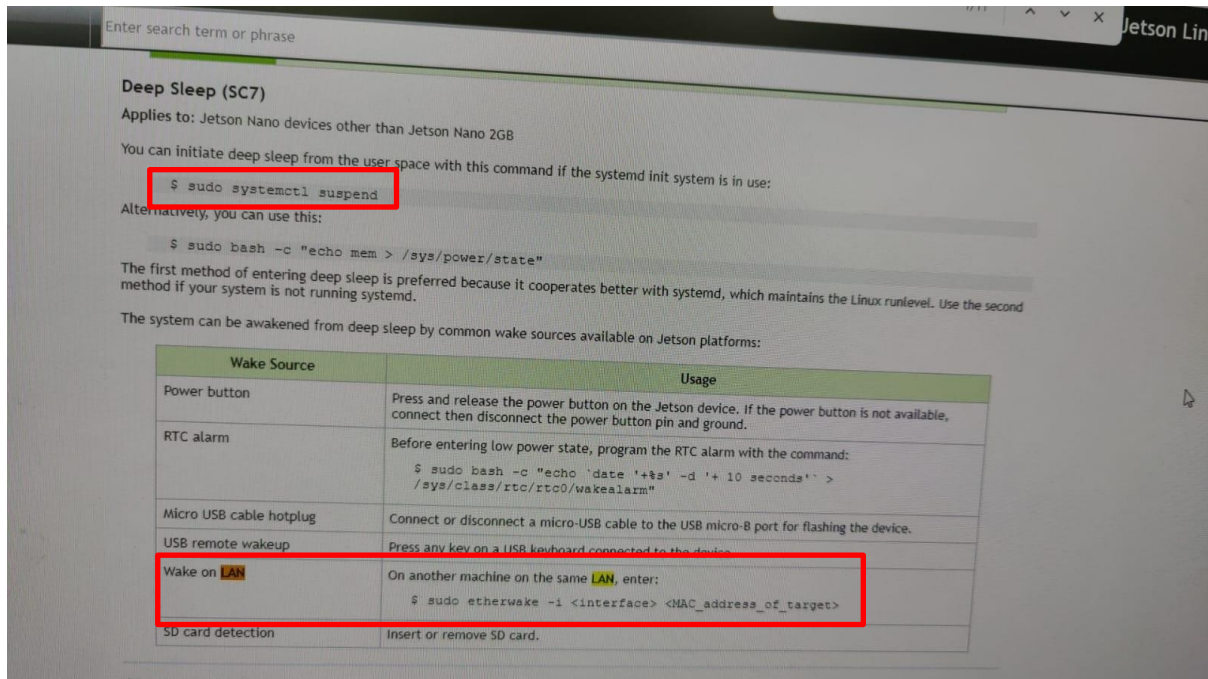 Enter search term or phrase
Jetson Lin
Deep Sleep (SC7)
Applies to: Jetson Nano devices other than Jetson Nano 2GB
You can initiate deep sleep from the user space with this command if the systemd init system is in use:
$ sudo systemctl suspend
Alternatively, you can use this:
$ sudo bash -c "echo mem > /sys/power/state"
The first method of entering deep sleep is preferred because it cooperates better with systemd, which maintains the Linux runlevel. Use the second
method if your system is not running systemd.
The system can be awakened from deep sleep by common wake sources available on Jetson platforms:
Wake Source Usage
Power button Press and release the power button on the Jetson device. If the power button is not available,
connect then disconnect the power button pin and ground.
RTC alarm Before entering low power state, program the RTC alarm with the command:
$ sudo bash -c "echo `date '+%s' -d '+ 10 seconds'` >
/sys/class/rtc/rtc0/wakealarm"
Micro USB cable hotplug Connect or disconnect a micro-USB cable to the USB micro-B port for flashing the device.
USB remote wakeup Press any key on a USB keyboard connected to the device
Wake on LAN On another machine on the same LAN, enter:
$ sudo etherwake -i <interface> <MAC_address_of_target>
SD card detection Insert or remove SD card.